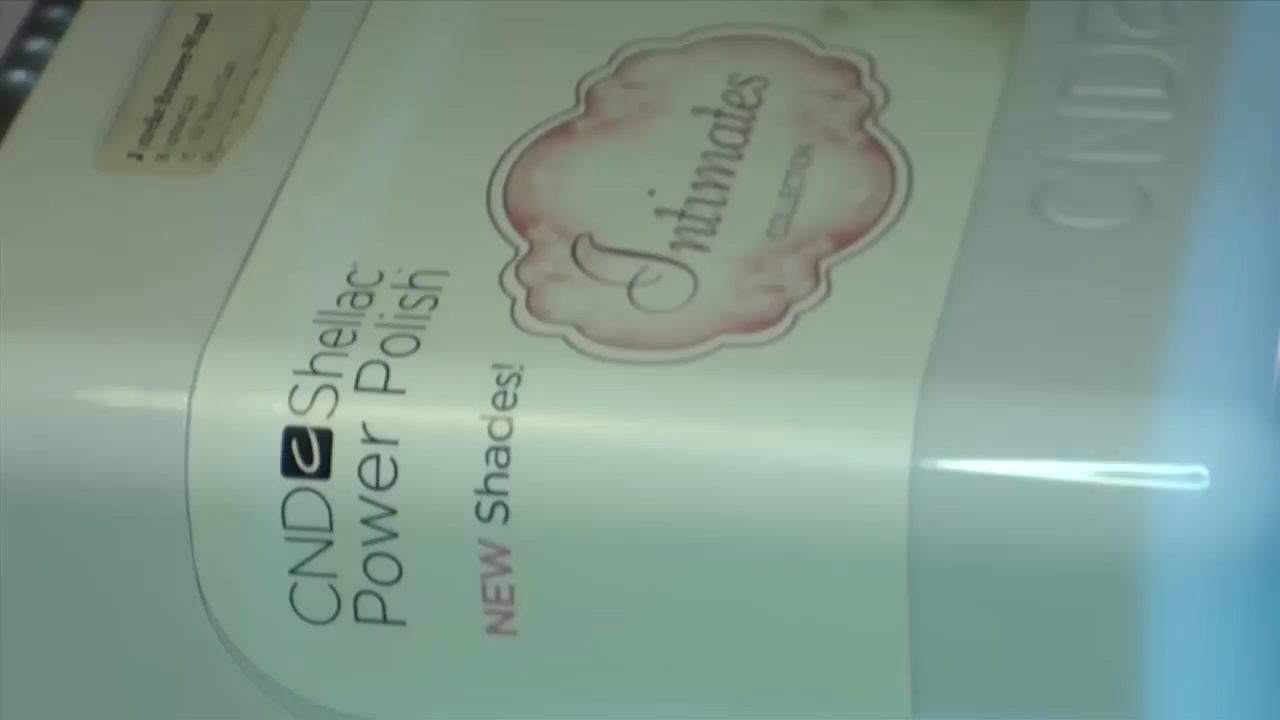 CND Shellac
Power Polish
NEW Shades!
Intimates
COLLECTION
CND